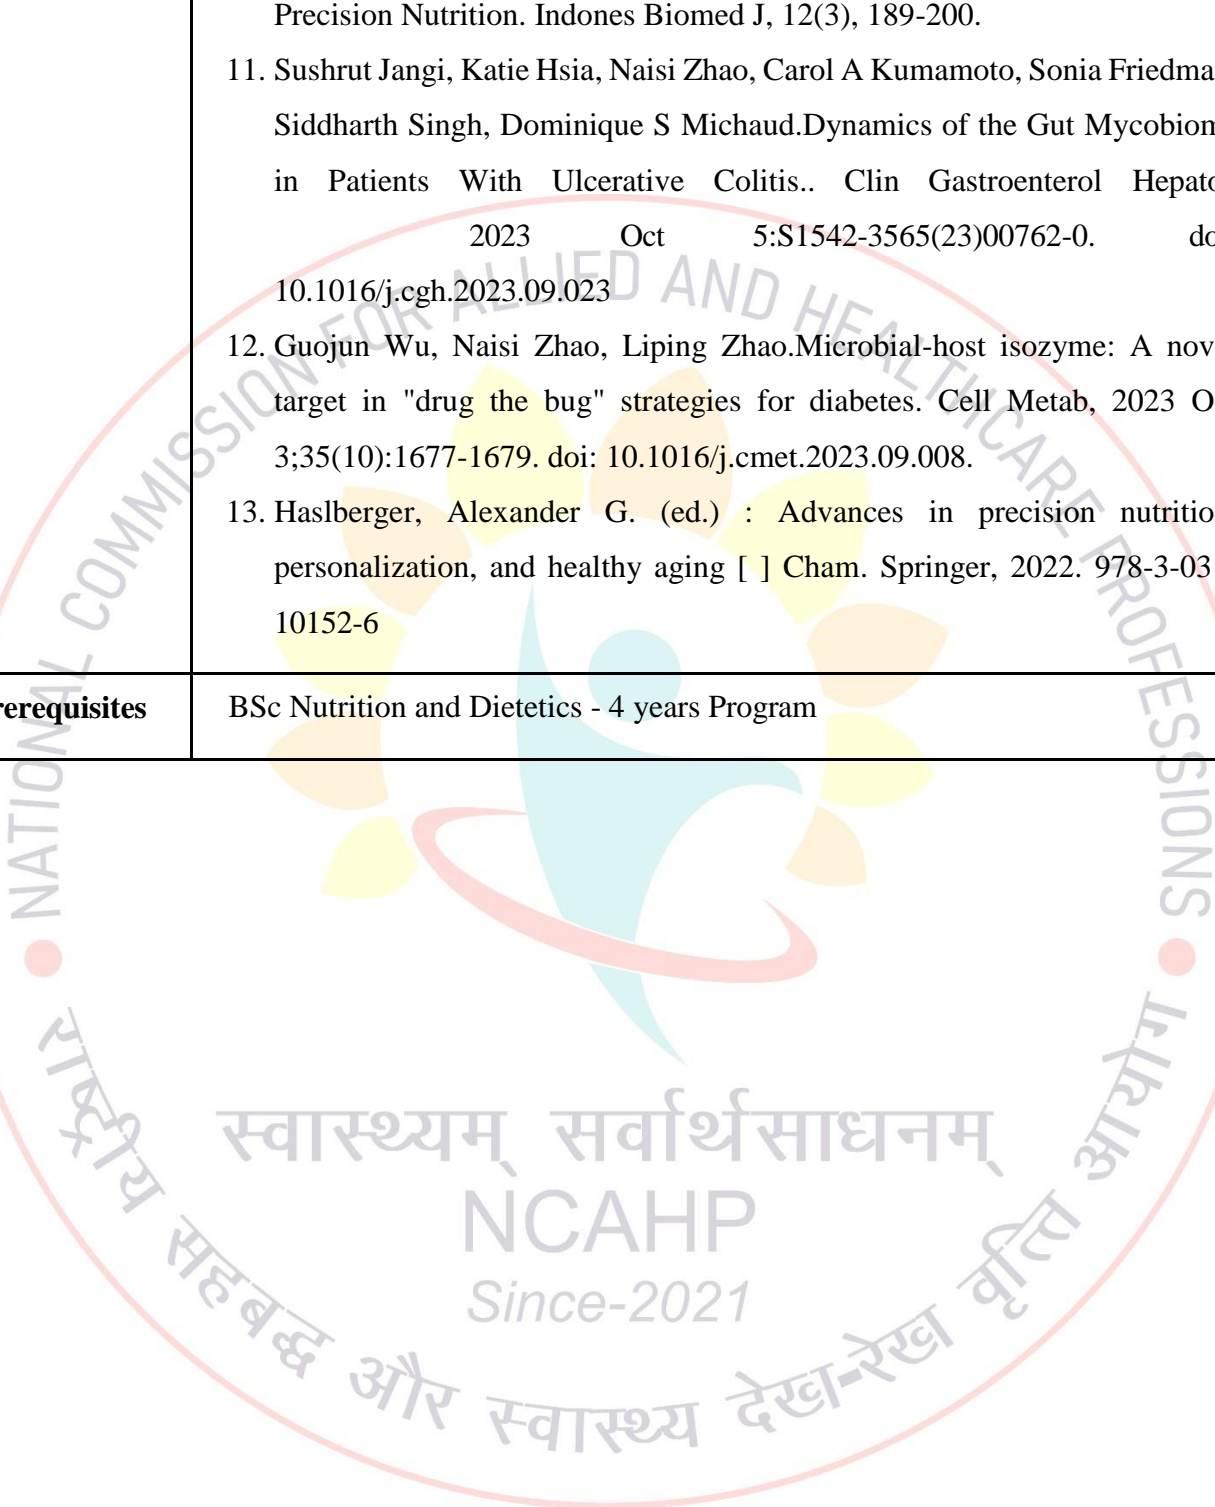 Precision Nutrition. Indones Biomed J, 12(3), 189-200.
11. Sushrut Jangi, Katie Hsia, Naisi Zhao, Carol A Kumamoto, Sonia Friedma
Siddharth Singh, Dominique S Michaud.Dynamics of the Gut Mycobiom
in Patients With Ulcerative Colitis.. Clin Gastroenterol Hepato
2023 Oct 5:S1542-3565(23)00762-0. do
10.1016/j.cgh.2023.09.023
12. Guojun Wu, Naisi Zhao, Liping Zhao.Microbial-host isozyme: A nov
target in "drug the bug" strategies for diabetes. Cell Metab, 2023 O
3;35(10):1677-1679. doi: 10.1016/j.cmet.2023.09.008.
13. Haslberger, Alexander G. (ed.) : Advances in precision nutritio
personalization, and healthy aging [ ] Cham. Springer, 2022. 978-3-03
10152-6
rerequisites BSc Nutrition and Dietetics - 4 years Program
NATIONAL COMMISSION FOR ALLIED AND HEALTHCARE PROFESSIONS
स्वास्थ्यम् सर्वार्थसाधनम्
NCAHP
Since-2021
राष्ट्रीय सहबद्ध और स्वास्थ्य देख-रेख वृत्ति आयोग